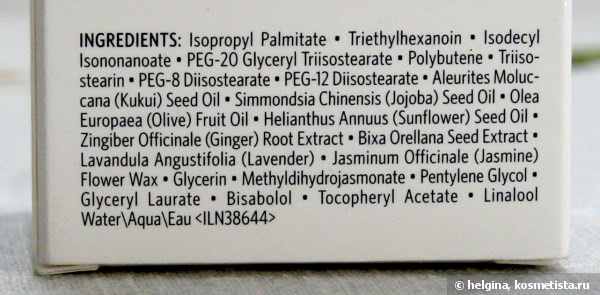 INGREDIENTS: Isopropyl Palmitate • Triethylhexanoin • Isodecyl
Isononanoate • PEG-20 Glyceryl Triisostearate • Polybutene • Triiso-
stearin • PEG-8 Diisostearate • PEG-12 Diisostearate • Aleurites Moluc-
cana (Kukui) Seed Oil • Simmondsia Chinensis (Jojoba) Seed Oil • Olea
Europaea (Olive) Fruit Oil • Helianthus Annuus (Sunflower) Seed Oil •
Zingiber Officinale (Ginger) Root Extract • Bixa Orellana Seed Extract •
Lavandula Angustifolia (Lavender) • Jasminum Officinale (Jasmine)
Flower Wax • Glycerin • Methyldihydrojasmonate • Pentylene Glycol •
Glyceryl Laurate • Bisabolol • Tocopheryl Acetate • Linalool
Water\Aqua\Eau <ILN38644>
© helgina, kosmetista.ru